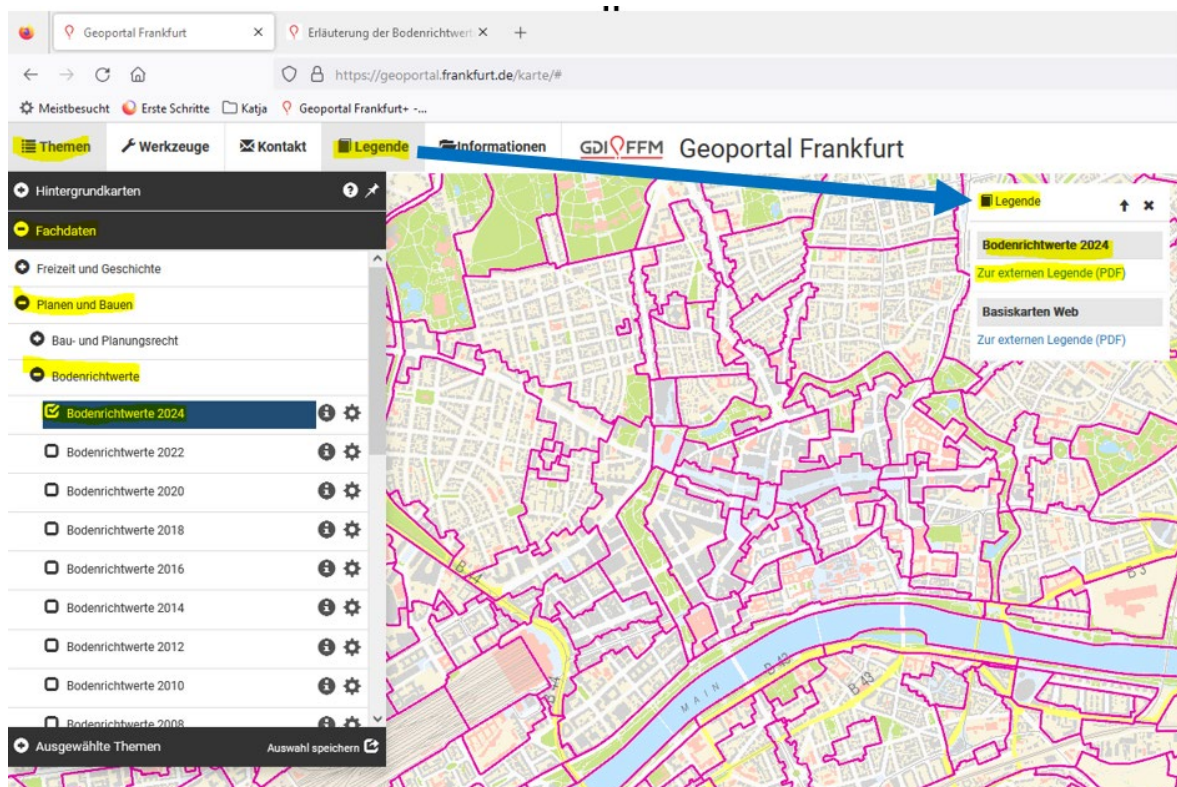 Geoportal Frankfurt
Erläuterung der Bodenrichtwert
https://geoportal.frankfurt.de/karte/#
Meistbesucht Erste Schritte Katja Geoportal Frankfurt+ -...
Themen Werkzeuge Kontakt Legende Informationen GDI FFM Geoportal Frankfurt
Hintergrundkarten
Fachdaten
Freizeit und Geschichte
Planen und Bauen
Bau- und Planungsrecht
Bodenrichtwerte
Bodenrichtwerte 2024
Bodenrichtwerte 2022
Bodenrichtwerte 2020
Bodenrichtwerte 2018
Bodenrichtwerte 2016
Bodenrichtwerte 2014
Bodenrichtwerte 2012
Bodenrichtwerte 2010
Bodenrichtwerte 2008
Ausgewählte Themen Auswahl speichern
Legende
Bodenrichtwerte 2024
Zur externen Legende (PDF)
Basiskarten Web
Zur externen Legende (PDF)
B 44
B 44
MAIN
B 43
B 43
B 3